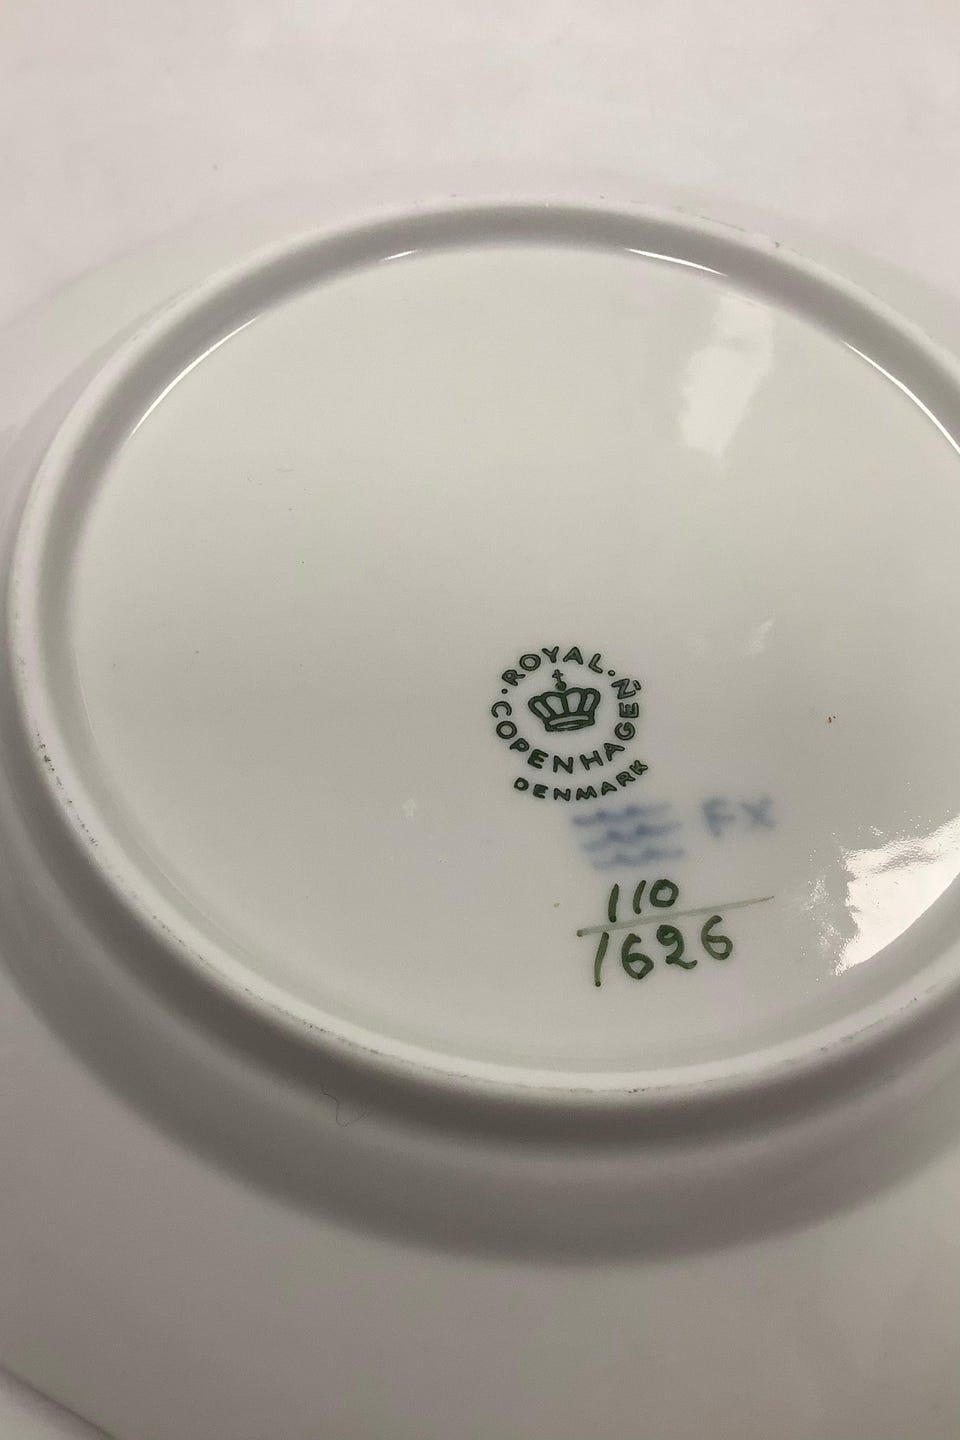 · ROYAL ·
COPENHAGEN
DENMARK
FX
110
1626